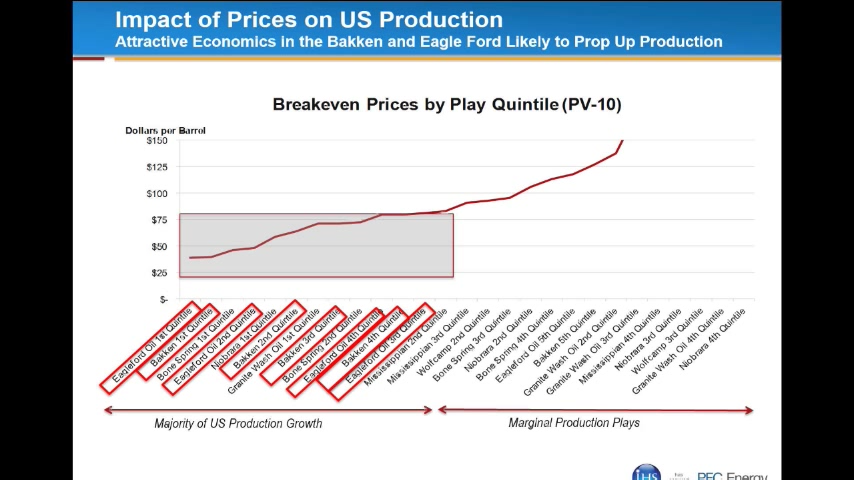 Impact of Prices on US Production
Attractive Economics in the Bakken and Eagle Ford Likely to Prop Up Production
Breakeven Prices by Play Quintile (PV-10)
Dollars per Barrel
$150
$125
$100
$75
$50
$25
$-
Eagleford Oil 1st Quintile
Bakken 1st Quintile
Bone Spring 1st Quintile
Eagleford Oil 2nd Quintile
Niobrara 1st Quintile
Bakken 2nd Quintile
Granite Wash Oil 1st Quintile
Bakken 3rd Quintile
Bone Spring 2nd Quintile
Eagleford Oil 4th Quintile
Bakken 4th Quintile
Eagleford Oil 3rd Quintile
Mississippian 2nd Quintile
Mississippian 3rd Quintile
Wolfcamp 2nd Quintile
Bone Spring 3rd Quintile
Niobrara 2nd Quintile
Bone Spring 4th Quintile
Eagleford Oil 5th Quintile
Bakken 5th Quintile
Granite Wash Oil 2nd Quintile
Granite Wash Oil 3rd Quintile
Mississippian 4th Quintile
Niobrara 3rd Quintile
Wolfcamp 3rd Quintile
Granite Wash Oil 4th Quintile
Niobrara 4th Quintile
Majority of US Production Growth
Marginal Production Plays
IHS
PFC Energy